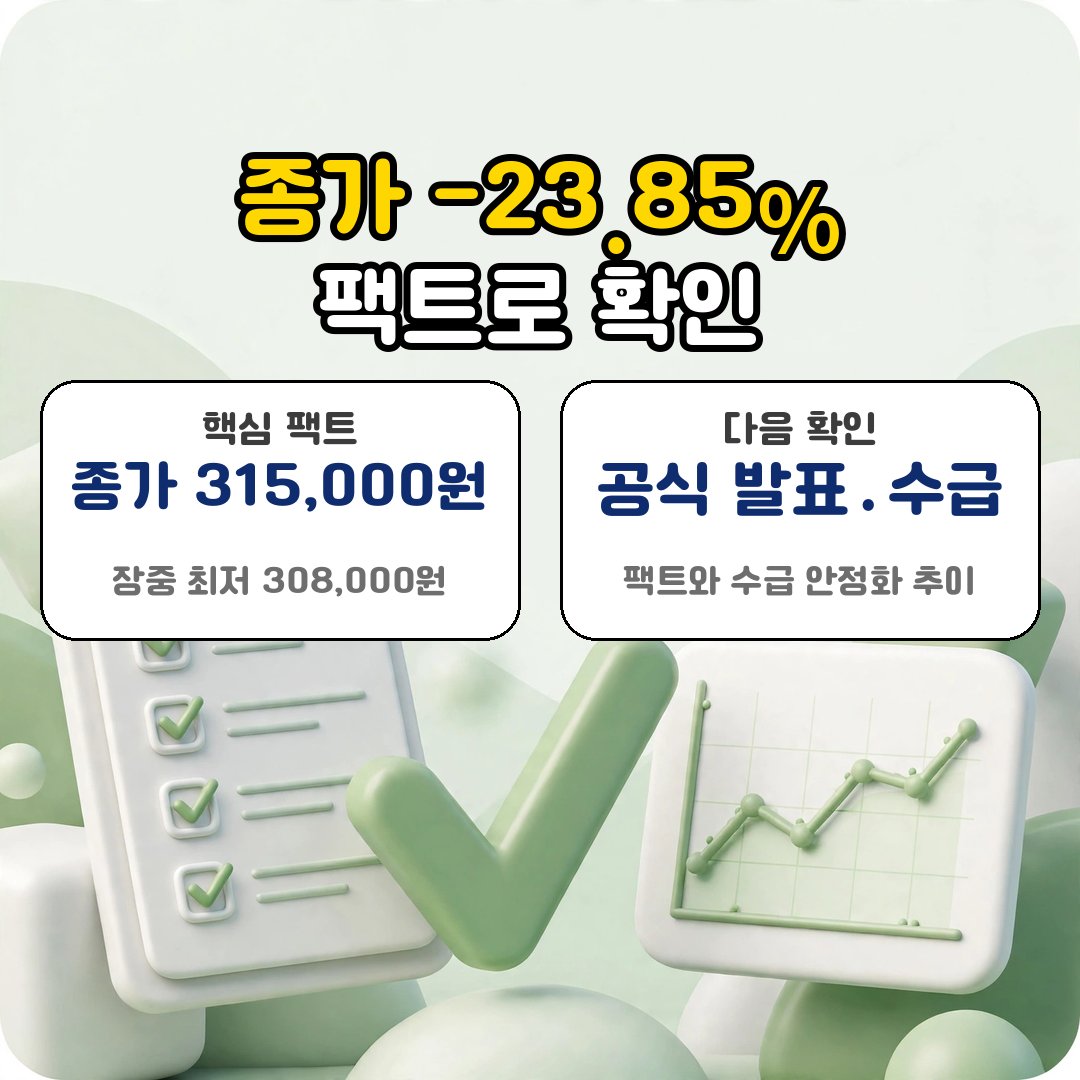 종가 -23.85%
팩트로 확인
핵심 팩트
종가 315,000원
장중 최저 308,000원
다음 확인
공식 발표.수급
팩트와 수급 안정화 추이